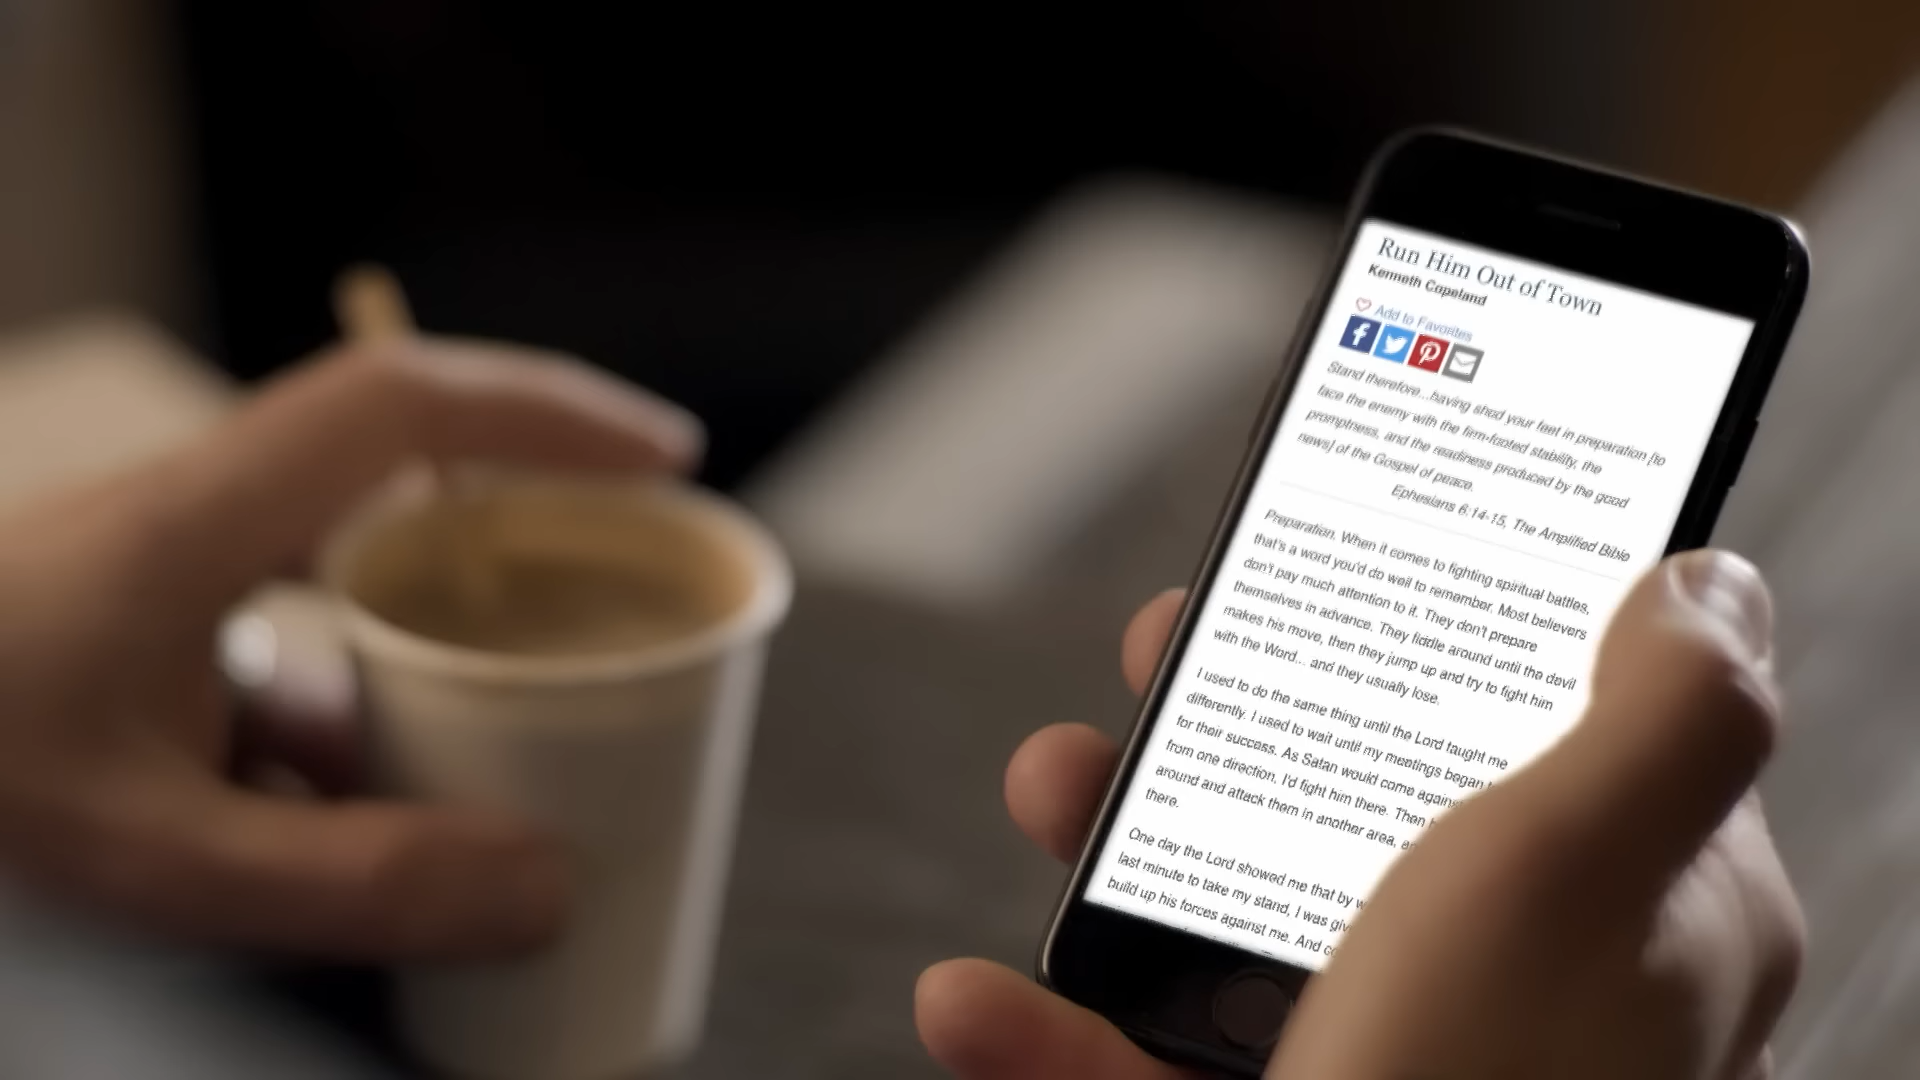 Run Him Out of Town
Kenneth Copeland
Add to Favorites
Stand therefore...having shod your feet in preparation [to
face the enemy with the firm-footed stability, the
promptness, and the readiness produced by the good
news] of the Gospel of peace.
Ephesians 6:14-15, The Amplified Bible
Preparation. When it comes to fighting spiritual battles,
that's a word you'd do well to remember. Most believers
don't pay much attention to it. They don't prepare
themselves in advance. They fiddle around until the devil
makes his move, then they jump up and try to fight him
with the Word... and they usually lose.
I used to do the same thing until the Lord taught me
differently. I used to wait until my meetings began
for their success. As Satan would come against
from one direction, I'd fight him there. Then
around and attack them in another area,
there.
One day the Lord showed me that by
last minute to take my stand, I was
build up his forces against me. And